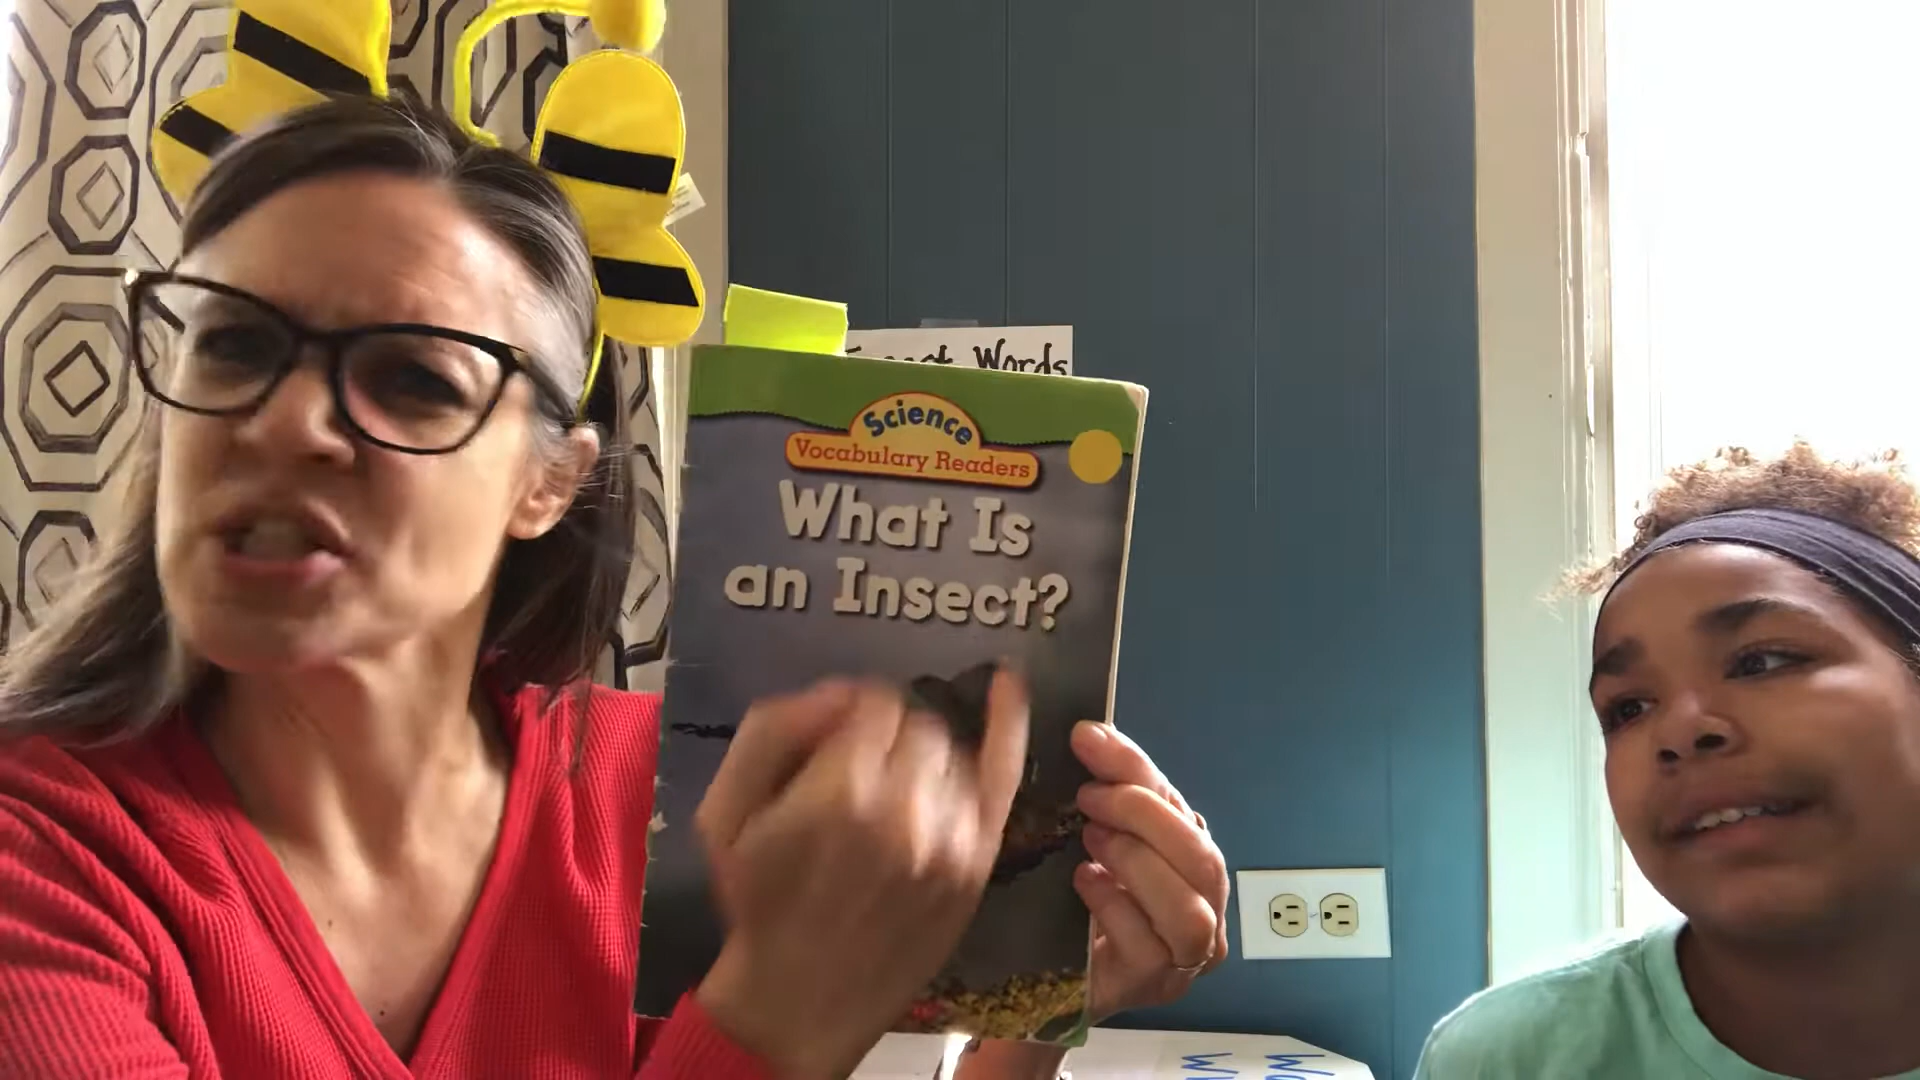 Words
Science
Vocabulary Readers
What Is
an Insect?